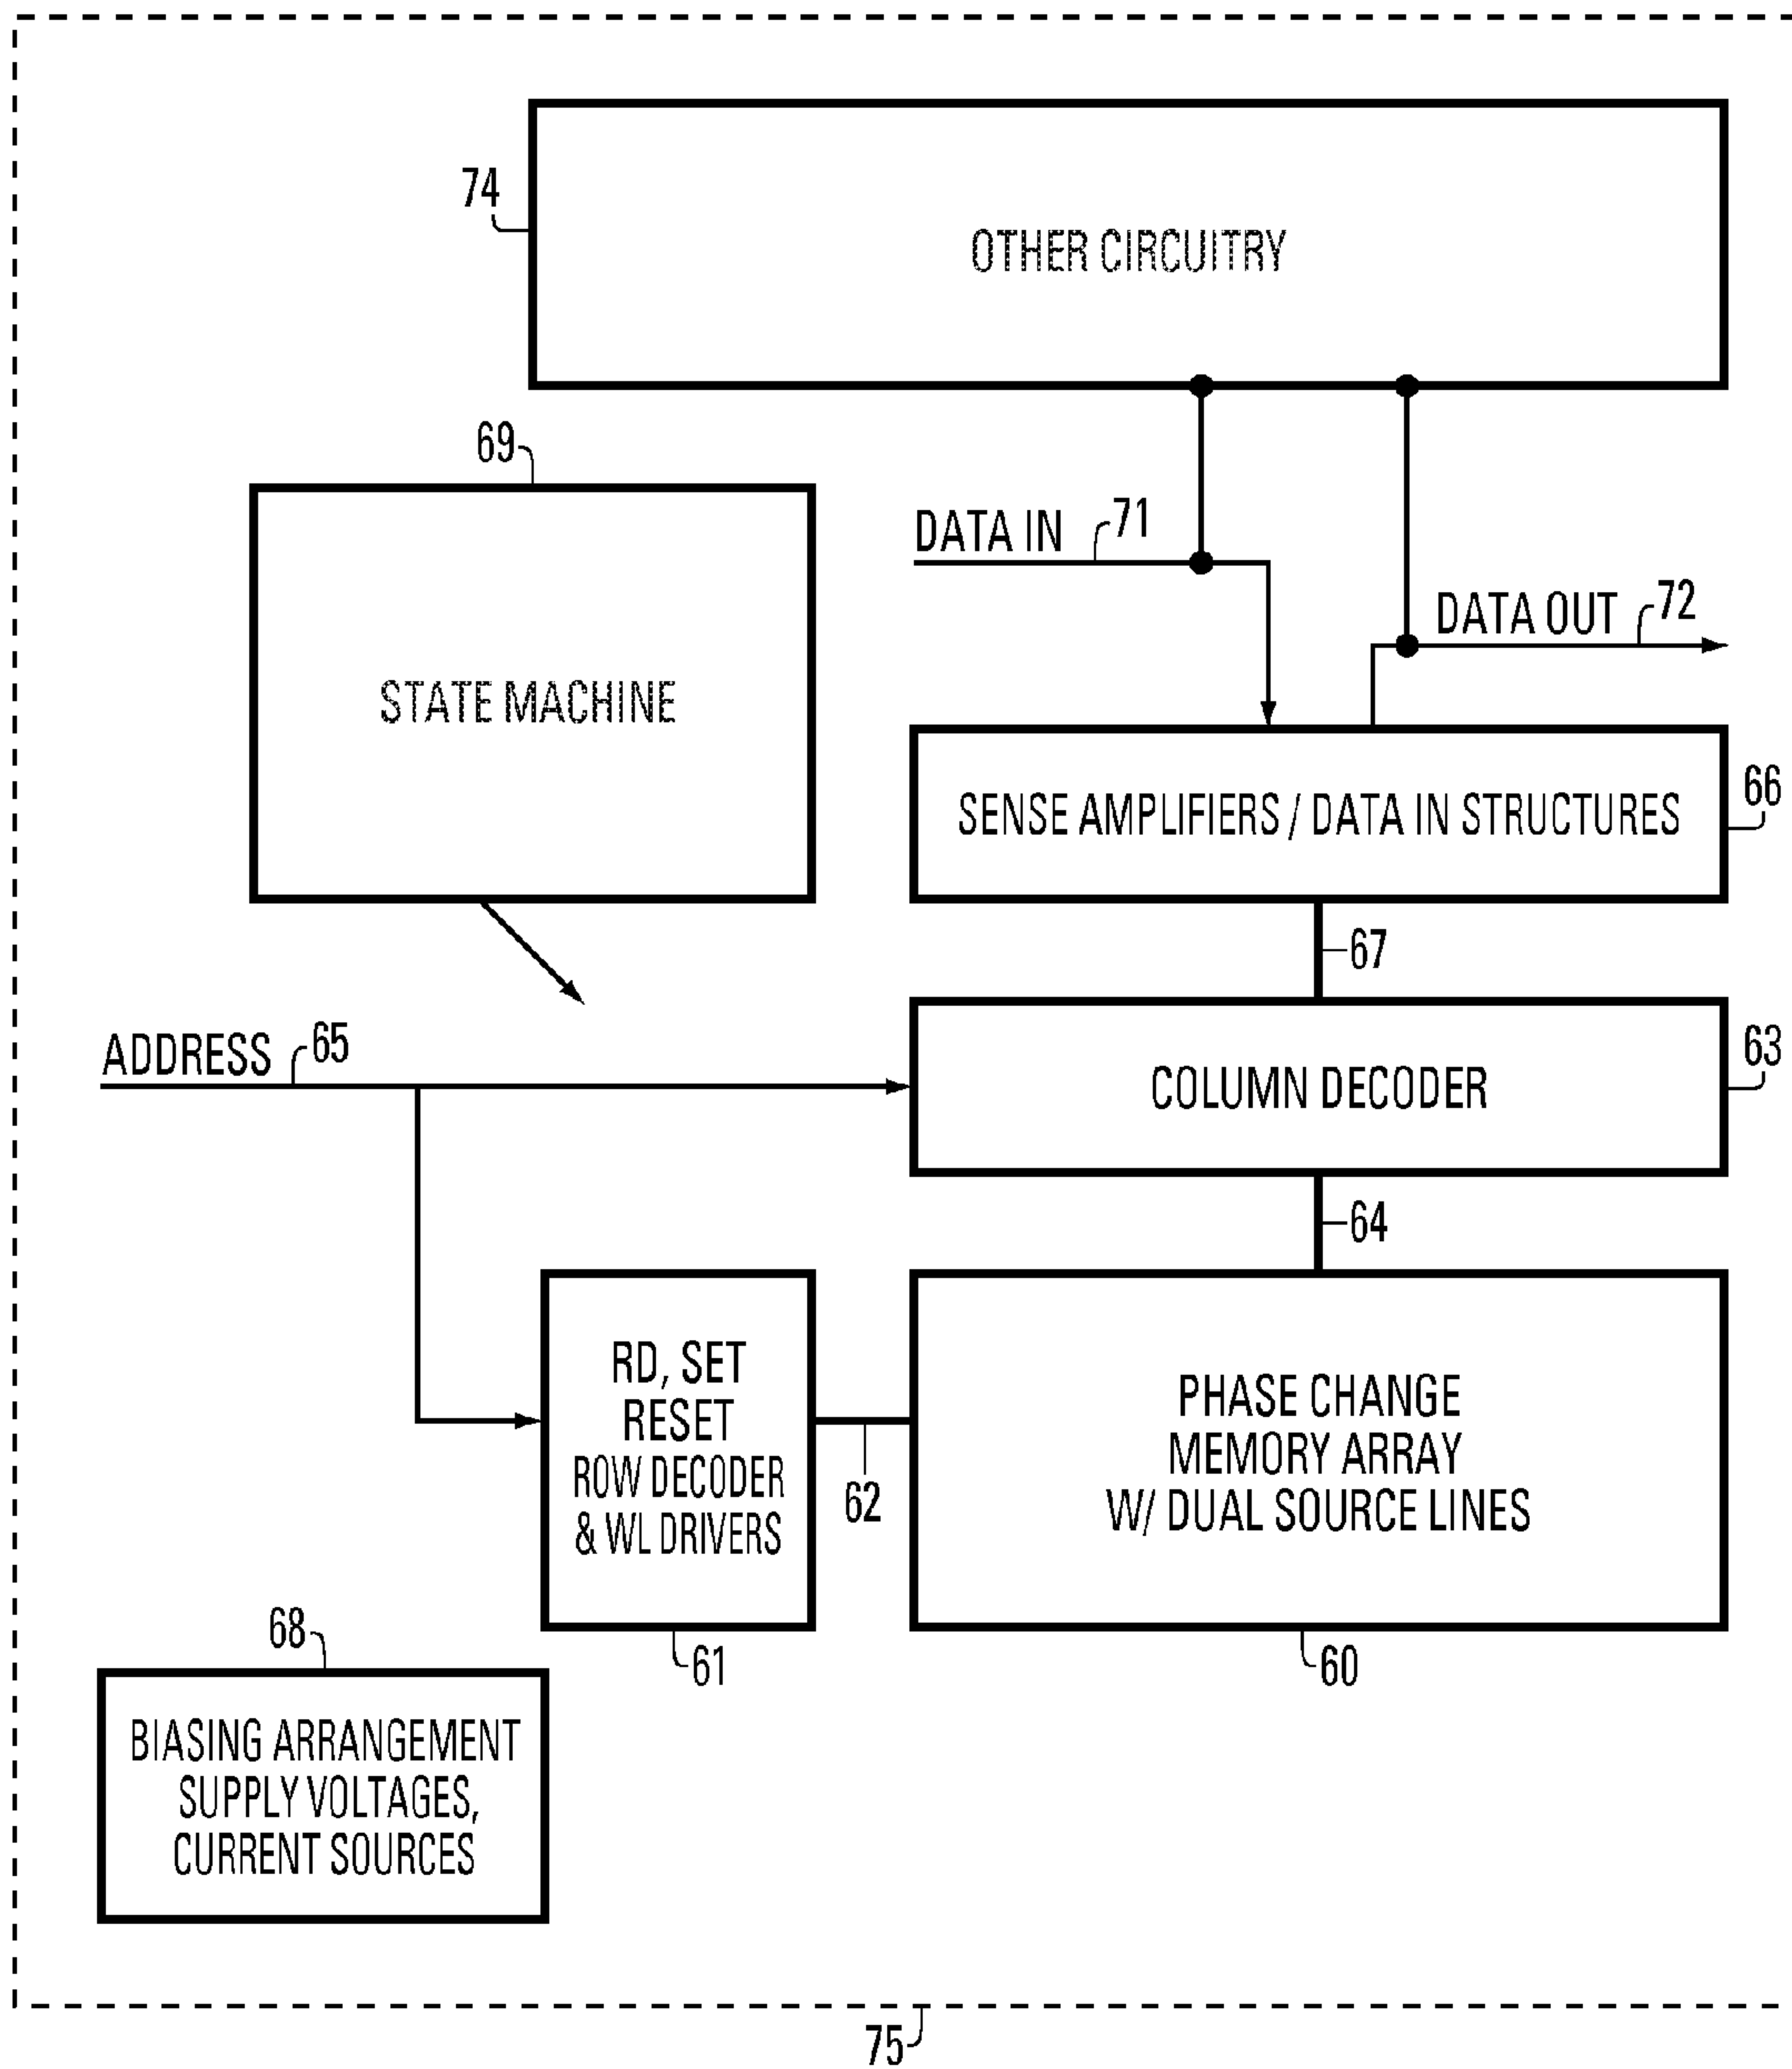 74
OTHER CIRCUITRY
69
DATA IN
71
DATA OUT
72
STATE MACHINE
SENSE AMPLIFIERS / DATA IN STRUCTURES
66
67
ADDRESS
65
COLUMN DECODER
63
64
RD, SET
RESET
ROW DECODER
& WL DRIVERS
62
PHASE CHANGE
MEMORY ARRAY
W/ DUAL SOURCE LINES
61
60
68
BIASING ARRANGEMENT
SUPPLY VOLTAGES,
CURRENT SOURCES
75